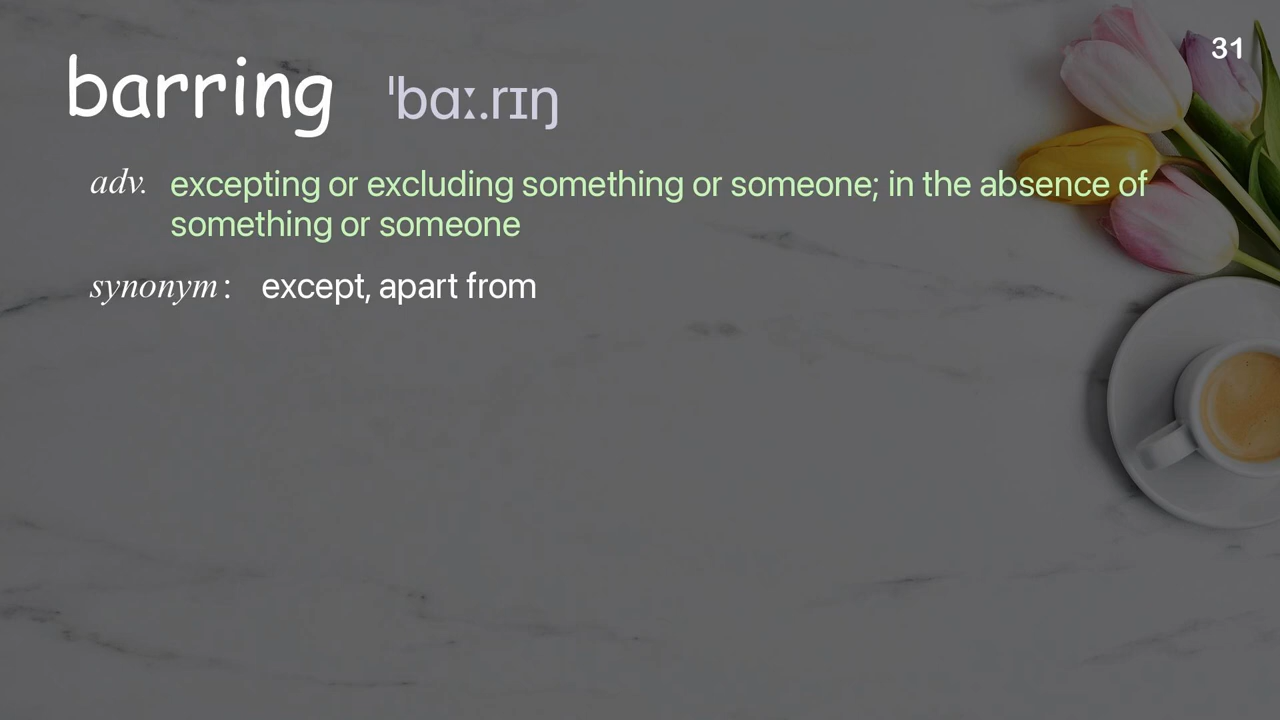 31
barring ˈbɑː.rɪŋ
adv. excepting or excluding something or someone; in the absence of
something or someone
synonym : except, apart from